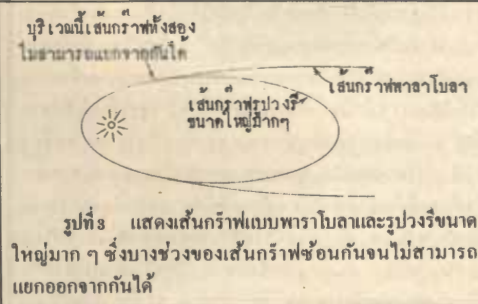 บริเวณนี้เส้นกร๊าฟทั้งสอง
ไม่สามารถแยกจากกันได้
เส้นกร๊าฟพาลาโบลา
เส้นกร๊าฟรูปวงรี
ขนาดใหญ่มากๆ
รูปที่3 แสดงเส้นกร๊าฟแบบพาราโบลาและรูปวงรีขนาด
ใหญ่มาก ๆ ซึ่งบางช่วงของเส้นกร๊าฟซ้อนกันจนไม่สามารถ
แยกออกจากกันได้